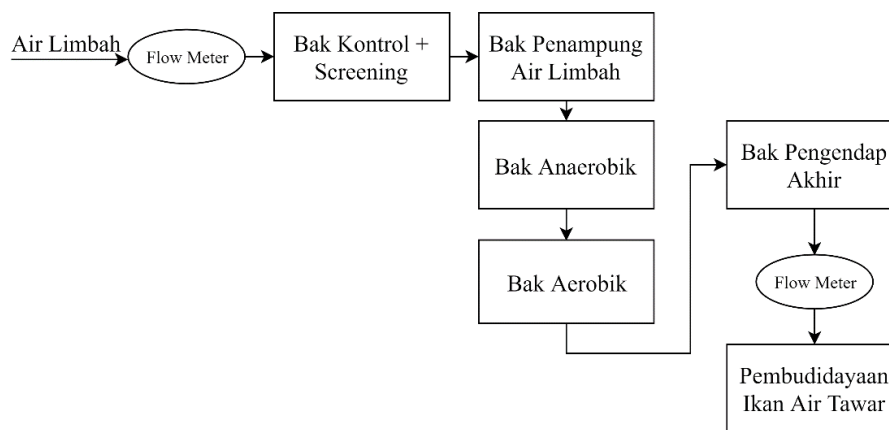 Air Limbah
Flow Meter
Bak Kontrol +
Screening
Bak Penampung
Air Limbah
Bak Anaerobik
Bak Aerobik
Bak Pengendap
Akhir
Flow Meter
Pembudidayaan
Ikan Air Tawar